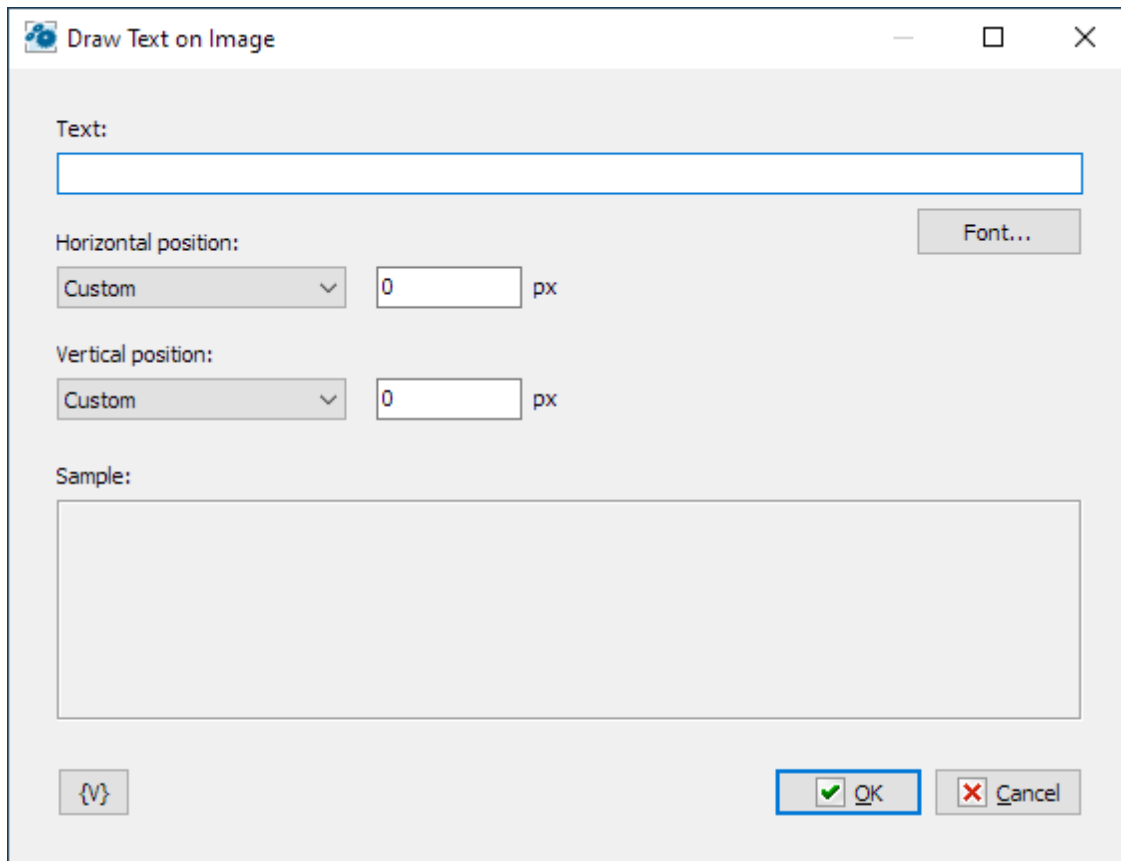 Draw Text on Image
Text:
Font...
Horizontal position:
Custom 0 px
Vertical position:
Custom 0 px
Sample:
{V} OK Cancel